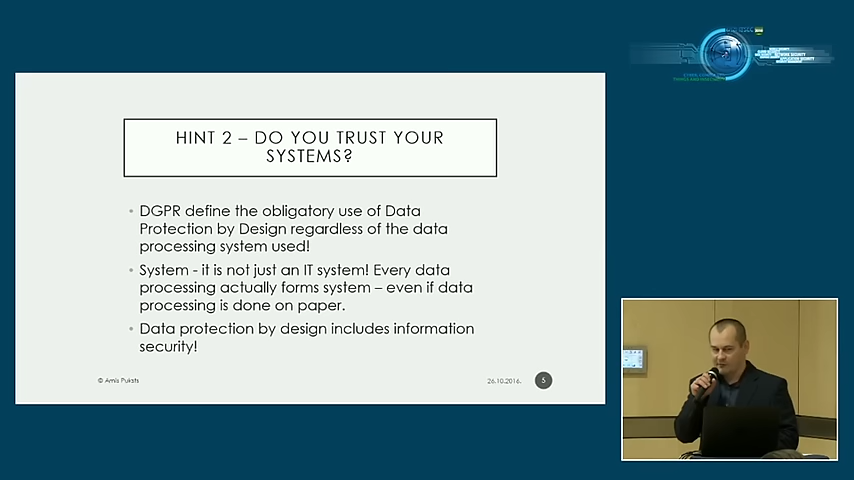 HINT 2 – DO YOU TRUST YOUR
SYSTEMS?
• DGPR define the obligatory use of Data
Protection by Design regardless of the data
processing system used!
• System - it is not just an IT system! Every data
processing actually forms system – even if data
processing is done on paper.
• Data protection by design includes information
security!
© Arnis Puksts
26.10.2016.
5